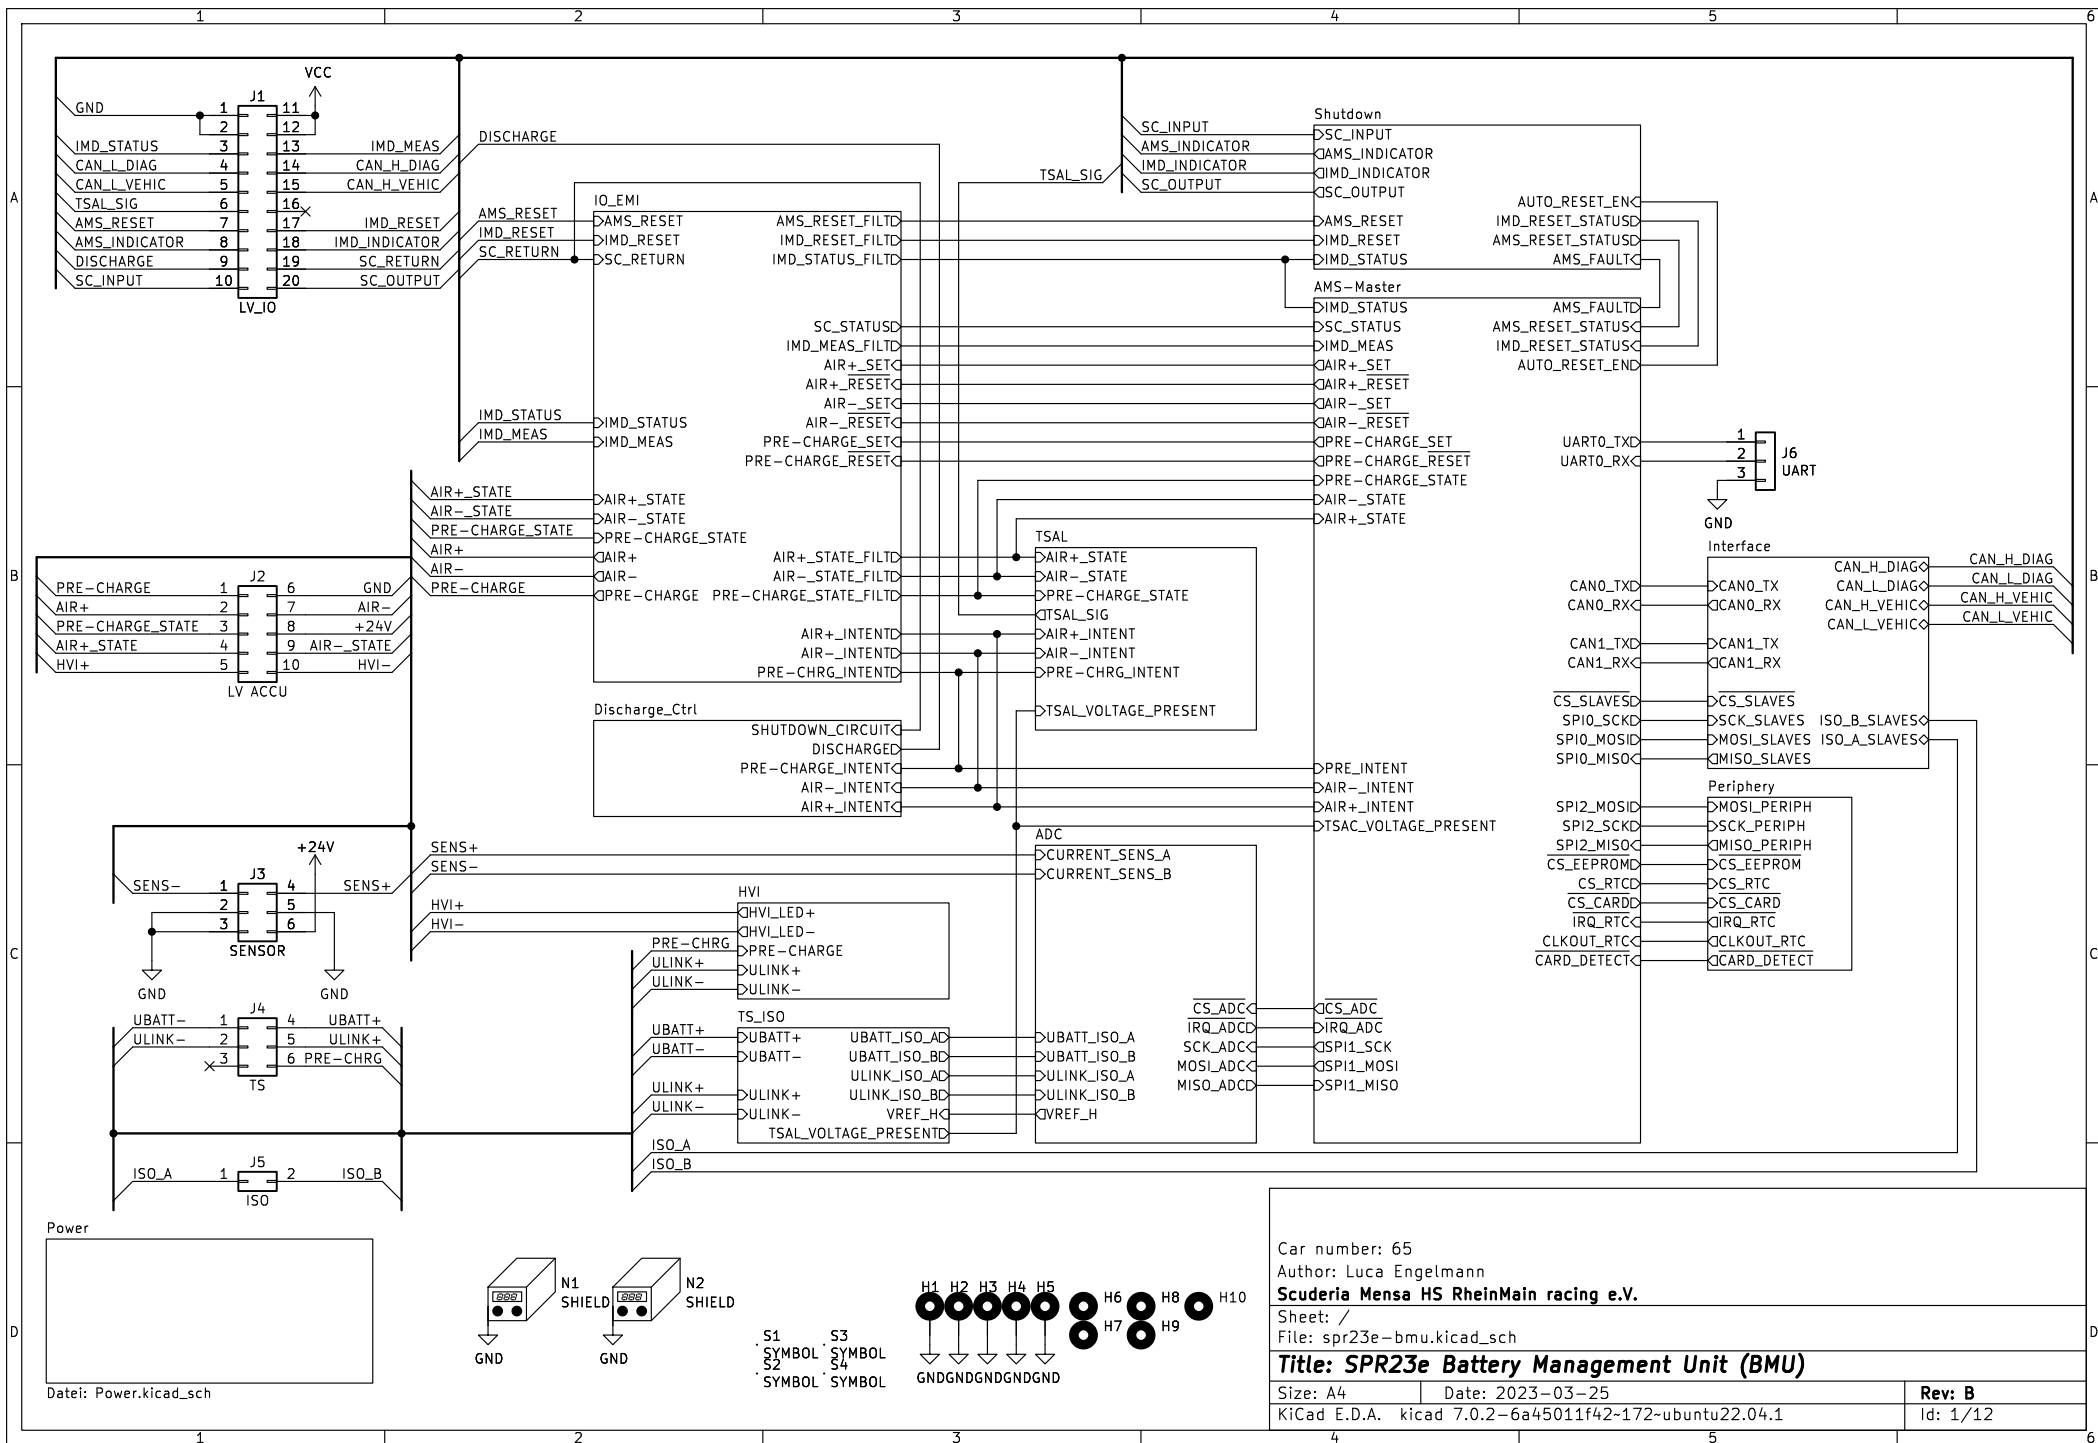 1 2 3 4 5 6
A
B
C
D
VCC
J1
GND 1 11
2 12
IMD_STATUS 3 13 IMD_MEAS
CAN_L_DIAG 4 14 CAN_H_DIAG
CAN_L_VEHIC 5 15 CAN_H_VEHIC
TSAL_SIG 6 16
AMS_RESET 7 17 IMD_RESET
AMS_INDICATOR 8 18 IMD_INDICATOR
DISCHARGE 9 19 SC_RETURN
SC_INPUT 10 20 SC_OUTPUT
LV_IO
DISCHARGE
AMS_RESET
IMD_RESET
SC_RETURN
IMD_STATUS
IMD_MEAS
AIR+_STATE
AIR-_STATE
PRE-CHARGE_STATE
AIR+
AIR-
PRE-CHARGE
IO_EMI
AMS_RESET AMS_RESET_FILT
IMD_RESET IMD_RESET_FILT
SC_RETURN IMD_STATUS_FILT
SC_STATUS
IMD_MEAS_FILT
AIR+_SET
AIR+_RESET
AIR-_SET
IMD_STATUS AIR-_RESET
IMD_MEAS PRE-CHARGE_SET
PRE-CHARGE_RESET
AIR+_STATE
AIR-_STATE
PRE-CHARGE_STATE
AIR+ AIR+_STATE_FILT
AIR- AIR-_STATE_FILT
PRE-CHARGE PRE-CHARGE_STATE_FILT
AIR+_INTENT
AIR-_INTENT
PRE-CHRG_INTENT
Discharge_Ctrl
SHUTDOWN_CIRCUIT
DISCHARGE
PRE-CHARGE_INTENT
AIR-_INTENT
AIR+_INTENT
TSAL_SIG
SC_INPUT
AMS_INDICATOR
IMD_INDICATOR
SC_OUTPUT
Shutdown
SC_INPUT
AMS_INDICATOR
IMD_INDICATOR
SC_OUTPUT
AUTO_RESET_EN
AMS_RESET IMD_RESET_STATUS
IMD_RESET AMS_RESET_STATUS
IMD_STATUS AMS_FAULT
AMS-Master
IMD_STATUS AMS_FAULT
SC_STATUS AMS_RESET_STATUS
IMD_MEAS IMD_RESET_STATUS
AIR+_SET AUTO_RESET_EN
AIR+_RESET
AIR-_SET
AIR-_RESET
PRE-CHARGE_SET UART0_TX
PRE-CHARGE_RESET UART0_RX
PRE-CHARGE_STATE
AIR-_STATE
AIR+_STATE
CAN0_TX
CAN0_RX
CAN1_TX
CAN1_RX
CS_SLAVES
SPI0_SCK
SPI0_MOSI
SPI0_MISO
PRE_INTENT
AIR-_INTENT
AIR+_INTENT SPI2_MOSI
TSAC_VOLTAGE_PRESENT SPI2_SCK
SPI2_MISO
CS_EEPROM
CS_RTC
CS_CARD
IRQ_RTC
CLKOUT_RTC
CARD_DETECT
CS_ADC
IRQ_ADC
SPI1_SCK
SPI1_MOSI
SPI1_MISO
1
2
3
J6
UART
GND
TSAL
AIR+_STATE
AIR-_STATE
PRE-CHARGE_STATE
TSAL_SIG
AIR+_INTENT
AIR-_INTENT
PRE-CHRG_INTENT
TSAL_VOLTAGE_PRESENT
Interface
CAN_H_DIAG CAN_H_DIAG
CAN0_TX CAN_L_DIAG CAN_L_DIAG
CAN0_RX CAN_H_VEHIC CAN_H_VEHIC
CAN_L_VEHIC CAN_L_VEHIC
CAN1_TX
CAN1_RX
CS_SLAVES
SCK_SLAVES ISO_B_SLAVES
MOSI_SLAVES ISO_A_SLAVES
MISO_SLAVES
Periphery
MOSI_PERIPH
SCK_PERIPH
MISO_PERIPH
CS_EEPROM
CS_RTC
CS_CARD
IRQ_RTC
CLKOUT_RTC
CARD_DETECT
J2
PRE-CHARGE 1 6 GND
AIR+ 2 7 AIR-
PRE-CHARGE_STATE 3 8 +24V
AIR+_STATE 4 9 AIR-_STATE
HVI+ 5 10 HVI-
LV ACCU
+24V
J3
SENS- 1 4 SENS+
2 5
3 6
SENSOR
GND GND
J4
UBATT- 1 4 UBATT+
ULINK- 2 5 ULINK+
3 6 PRE-CHRG
TS
J5
ISO_A 1 2 ISO_B
ISO
SENS+
SENS-
HVI+
HVI-
HVI
HVI_LED+
HVI_LED-
PRE-CHRG PRE-CHARGE
ULINK+ ULINK+
ULINK- ULINK-
TS_ISO
UBATT+ UBATT+ UBATT_ISO_A
UBATT- UBATT- UBATT_ISO_B
ULINK_ISO_A
ULINK+ ULINK+ ULINK_ISO_B
ULINK- ULINK- VREF_H
TSAL_VOLTAGE_PRESENT
ISO_A
ISO_B
ADC
CURRENT_SENS_A
CURRENT_SENS_B
CS_ADC
IRQ_ADC
UBATT_ISO_A SCK_ADC
UBATT_ISO_B MOSI_ADC
ULINK_ISO_A MISO_ADC
ULINK_ISO_B
VREF_H
Power
Datei: Power.kicad_sch
N1
SHIELD
GND
N2
SHIELD
GND
S1 S3
SYMBOL SYMBOL
S2 S4
SYMBOL SYMBOL
H1 H2 H3 H4 H5
GND GND GND GND GND
H6 H8 H10
H7 H9
Car number: 65
Author: Luca Engelmann
Scuderia Mensa HS RheinMain racing e.V.
Sheet: /
File: spr23e-bmu.kicad_sch
Title: SPR23e Battery Management Unit (BMU)
Size: A4 Date: 2023-03-25 Rev: B
KiCad E.D.A. kicad 7.0.2-6a45011f42~172~ubuntu22.04.1 Id: 1/12
A
B
C
D
1 2 3 4 5 6